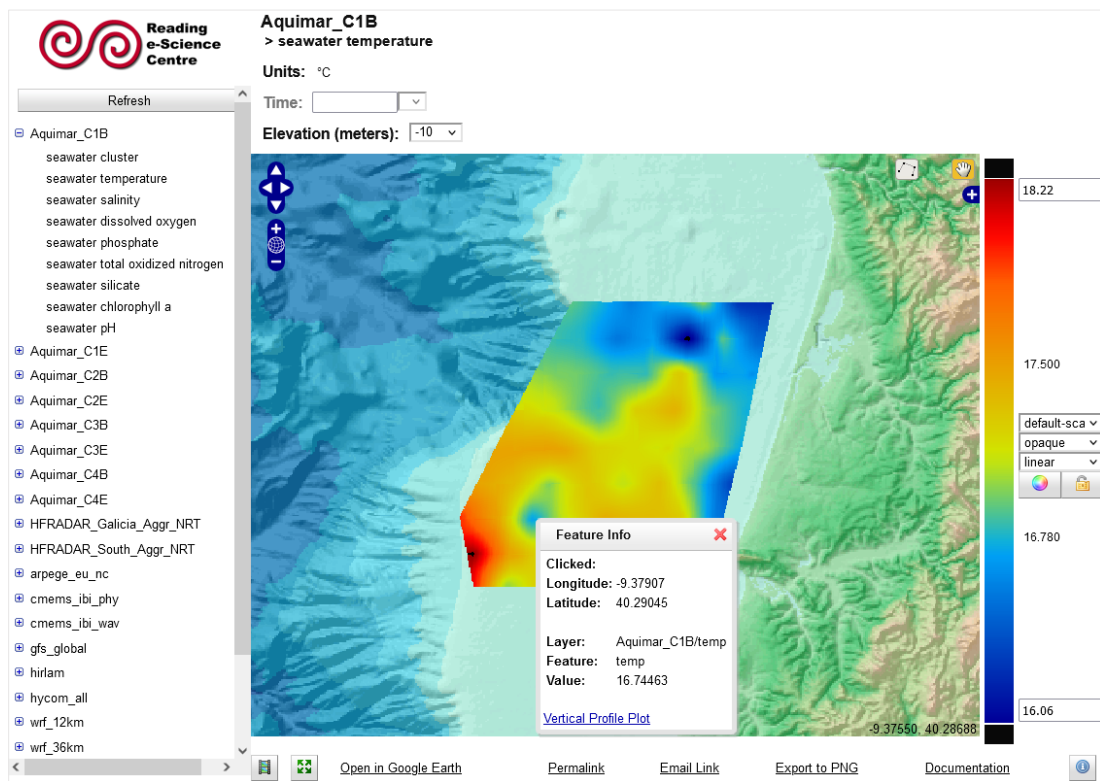 Reading
e-Science
Centre
Aquimar_C1B
> seawater temperature
Units: °C
Time:
Elevation (meters): -10
Refresh
Aquimar_C1B
seawater cluster
seawater temperature
seawater salinity
seawater dissolved oxygen
seawater phosphate
seawater total oxidized nitrogen
seawater silicate
seawater chlorophyll a
seawater pH
Aquimar_C1E
Aquimar_C2B
Aquimar_C2E
Aquimar_C3B
Aquimar_C3E
Aquimar_C4B
Aquimar_C4E
HFRADAR_Galicia_Aggr_NRT
HFRADAR_South_Aggr_NRT
arpege_eu_nc
cmems_ibi_phy
cmems_ibi_wav
gfs_global
hirlam
hycom_all
wrf_12km
wrf_36km
18.22
17.500
default-sca
opaque
linear
16.780
16.06
Feature Info
Clicked:
Longitude: -9.37907
Latitude: 40.29045
Layer: Aquimar_C1B/temp
Feature: temp
Value: 16.74463
Vertical Profile Plot
-9.37550, 40.28688
Open in Google Earth
Permalink
Email Link
Export to PNG
Documentation